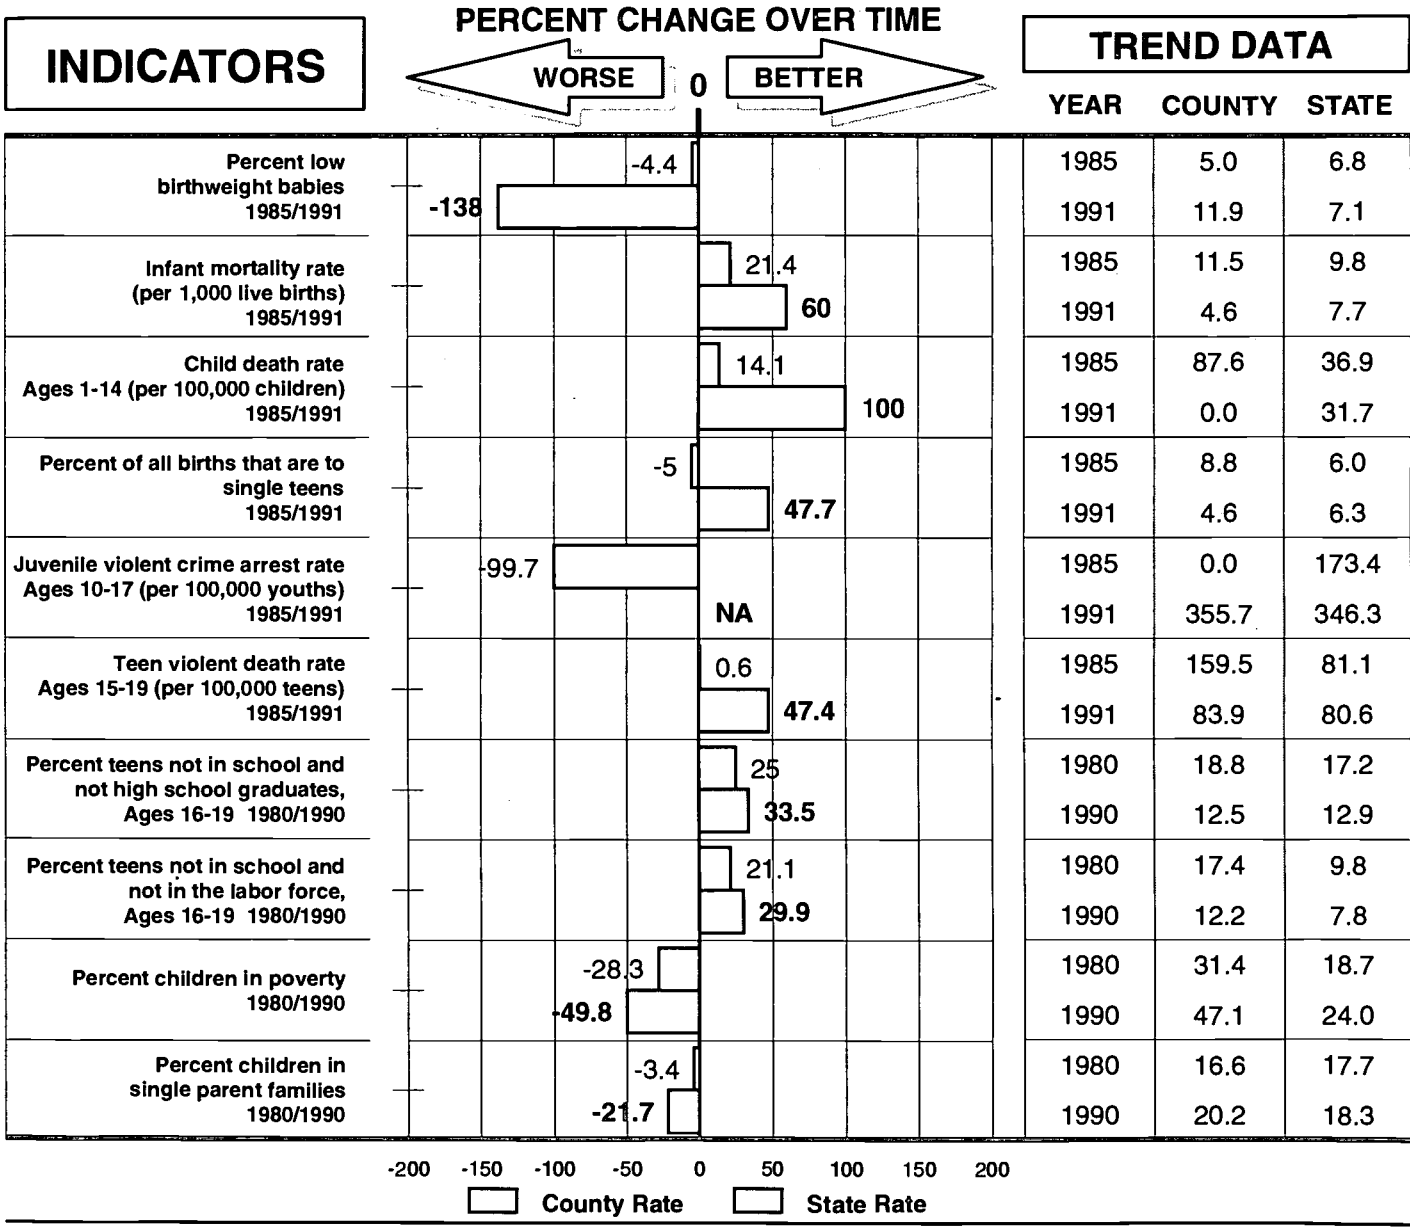 PERCENT CHANGE OVER TIME
INDICATORS
WORSE
0
BETTER
TREND DATA
YEAR COUNTY STATE
Percent low
birthweight babies
1985/1991
-4.4
-138
1985 5.0 6.8
1991 11.9 7.1
Infant mortality rate
(per 1,000 live births)
1985/1991
21.4
60
1985 11.5 9.8
1991 4.6 7.7
Child death rate
Ages 1-14 (per 100,000 children)
1985/1991
14.1
100
1985 87.6 36.9
1991 0.0 31.7
Percent of all births that are to
single teens
1985/1991
-5
47.7
1985 8.8 6.0
1991 4.6 6.3
Juvenile violent crime arrest rate
Ages 10-17 (per 100,000 youths)
1985/1991
-99.7
NA
1985 0.0 173.4
1991 355.7 346.3
Teen violent death rate
Ages 15-19 (per 100,000 teens)
1985/1991
0.6
47.4
1985 159.5 81.1
1991 83.9 80.6
Percent teens not in school and
not high school graduates,
Ages 16-19 1980/1990
25
33.5
1980 18.8 17.2
1990 12.5 12.9
Percent teens not in school and
not in the labor force,
Ages 16-19 1980/1990
21.1
29.9
1980 17.4 9.8
1990 12.2 7.8
Percent children in poverty
1980/1990
-28.3
-49.8
1980 31.4 18.7
1990 47.1 24.0
Percent children in
single parent families
1980/1990
-3.4
-21.7
1980 16.6 17.7
1990 20.2 18.3
-200 -150 -100 -50 0 50 100 150 200
County Rate State Rate